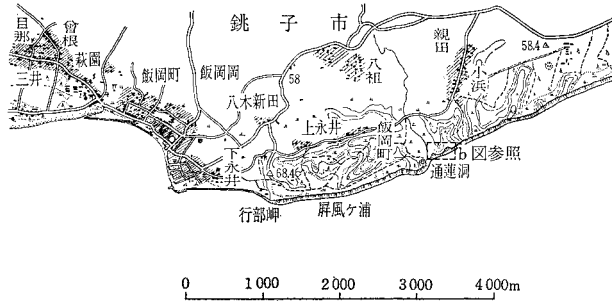 銚子市
旦那
曽根
三井
萩園
飯岡町
飯岡岡
58
八木新田
八祖
親田
小浜
58.4
上永井
飯岡町
下永井
68.46
b図参照
通蓮洞
行部岬
屏風ケ浦
0 1000 2000 3000 4000m